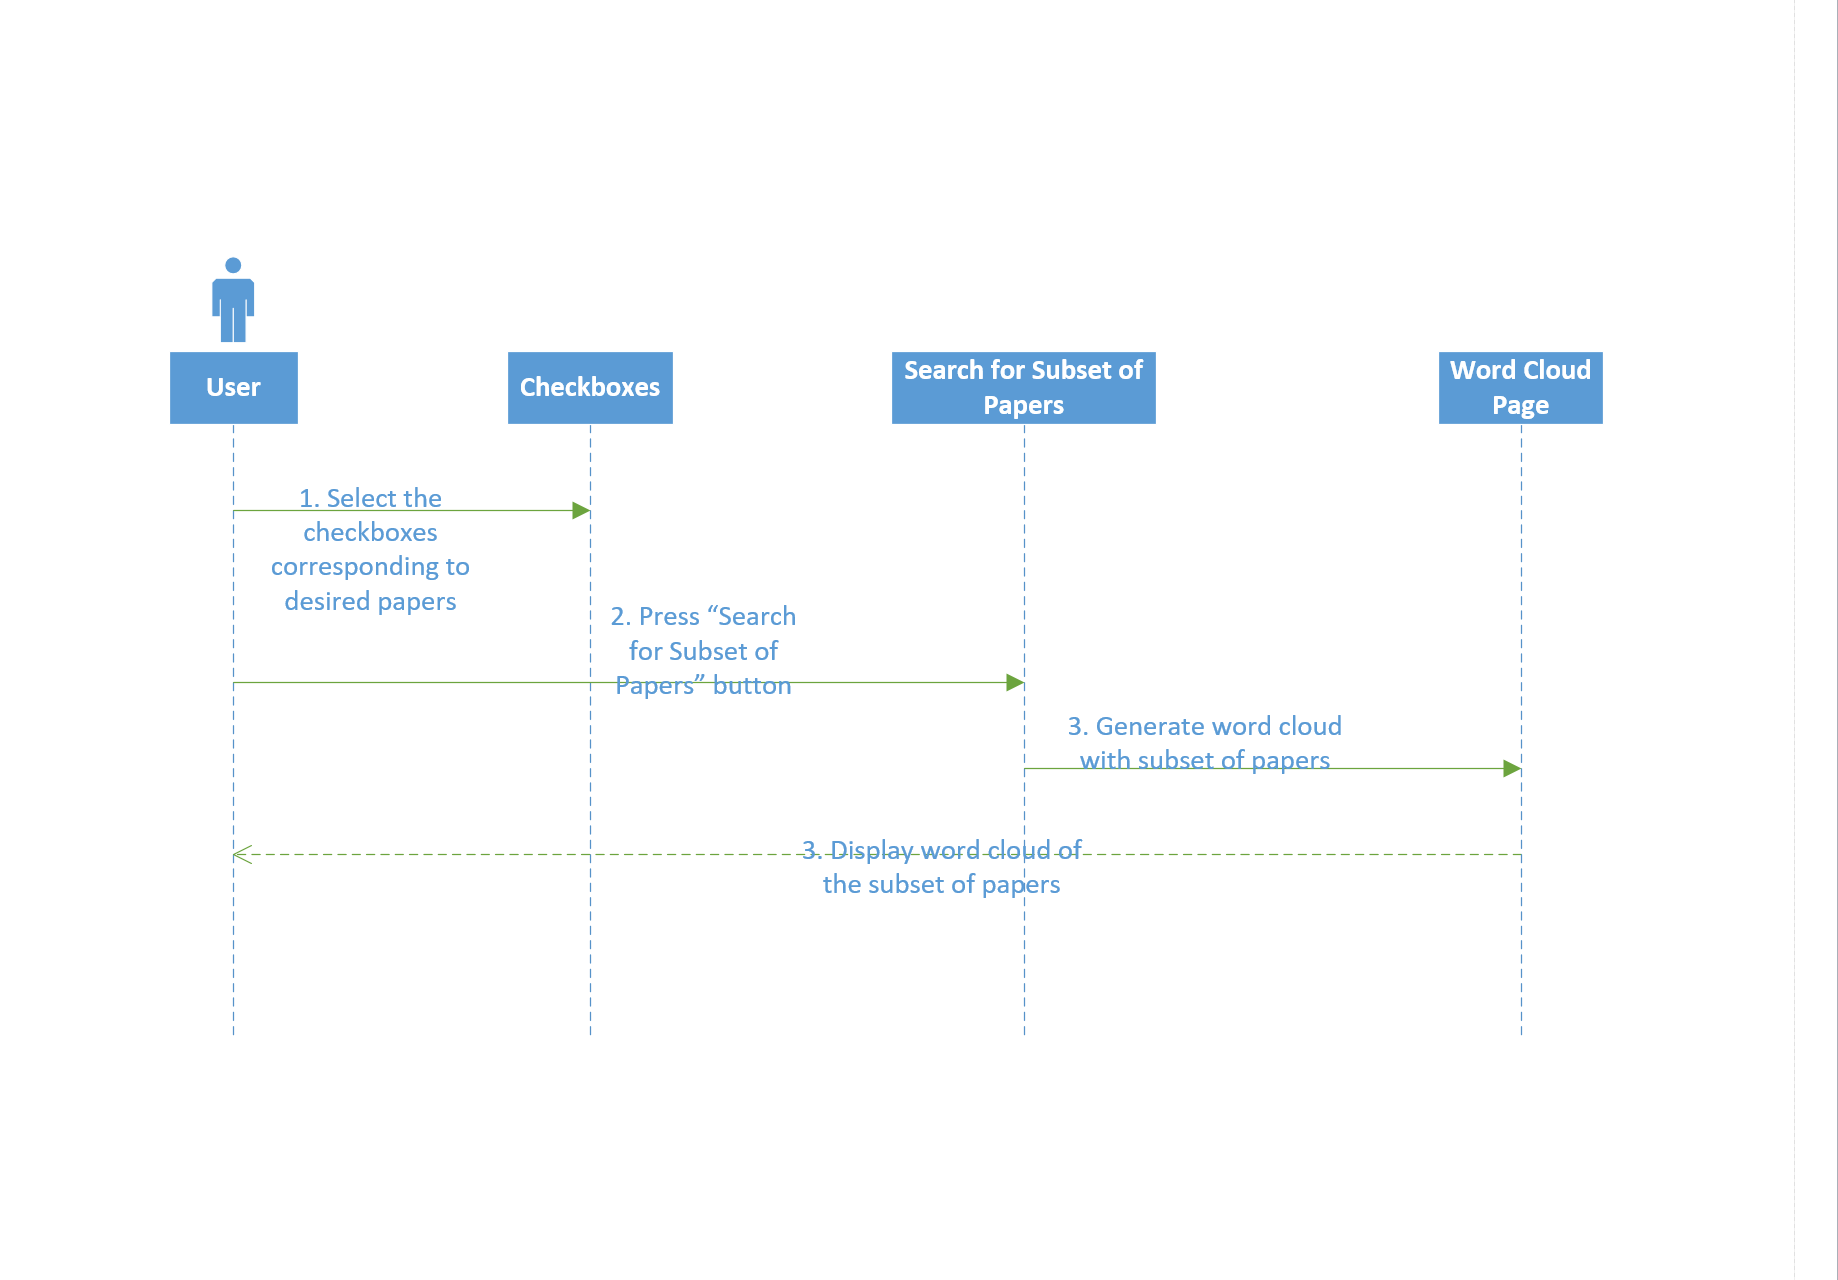 User
Checkboxes
Search for Subset of
Papers
Word Cloud
Page
1. Select the
checkboxes
corresponding to
desired papers
2. Press “Search
for Subset of
Papers” button
3. Generate word cloud
with subset of papers
3. Display word cloud of
the subset of papers